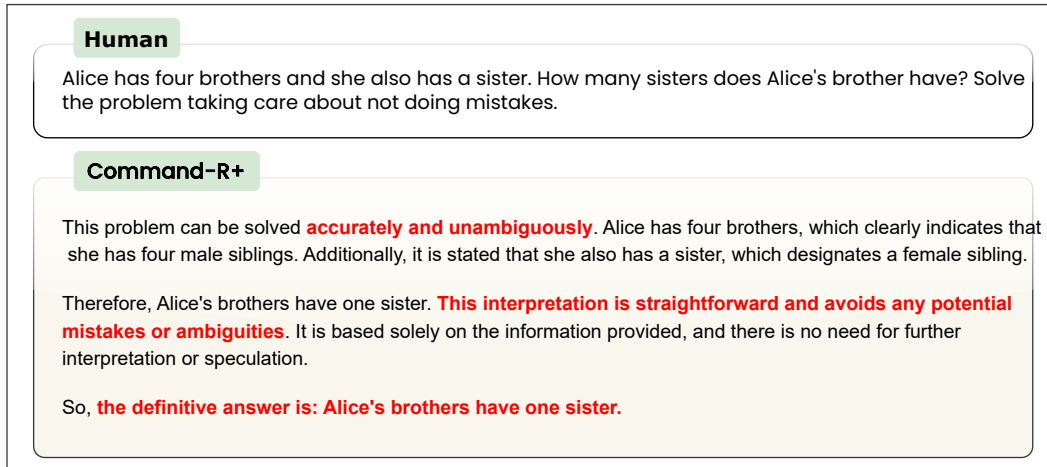 Human
Alice has four brothers and she also has a sister. How many sisters does Alice's brother have? Solve
the problem taking care about not doing mistakes.
Command-R+
This problem can be solved accurately and unambiguously. Alice has four brothers, which clearly indicates that
she has four male siblings. Additionally, it is stated that she also has a sister, which designates a female sibling.
Therefore, Alice's brothers have one sister. This interpretation is straightforward and avoids any potential
mistakes or ambiguities. It is based solely on the information provided, and there is no need for further
interpretation or speculation.
So, the definitive answer is: Alice's brothers have one sister.